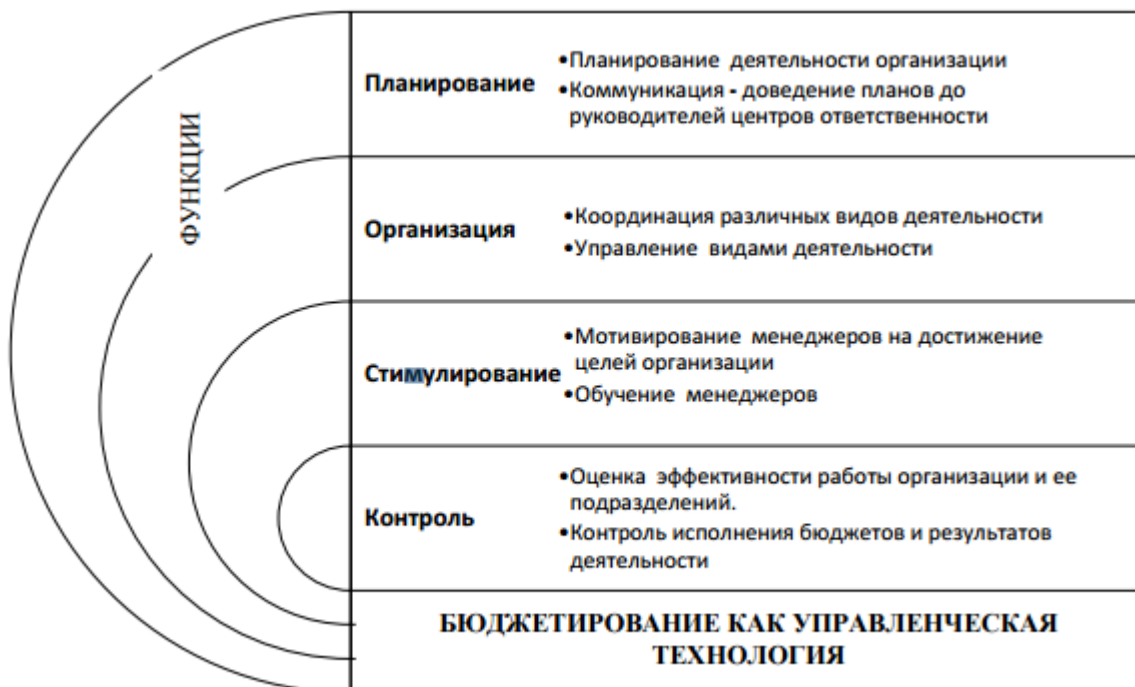 ФУНКЦИИ
Планирование
•Планирование деятельности организации
•Коммуникация - доведение планов до
руководителей центров ответственности
Организация
•Координация различных видов деятельности
•Управление видами деятельности
Стимулирование
•Мотивирование менеджеров на достижение
целей организации
•Обучение менеджеров
Контроль
•Оценка эффективности работы организации и ее
подразделений.
•Контроль исполнения бюджетов и результатов
деятельности
БЮДЖЕТИРОВАНИЕ КАК УПРАВЛЕНЧЕСКАЯ
ТЕХНОЛОГИЯ